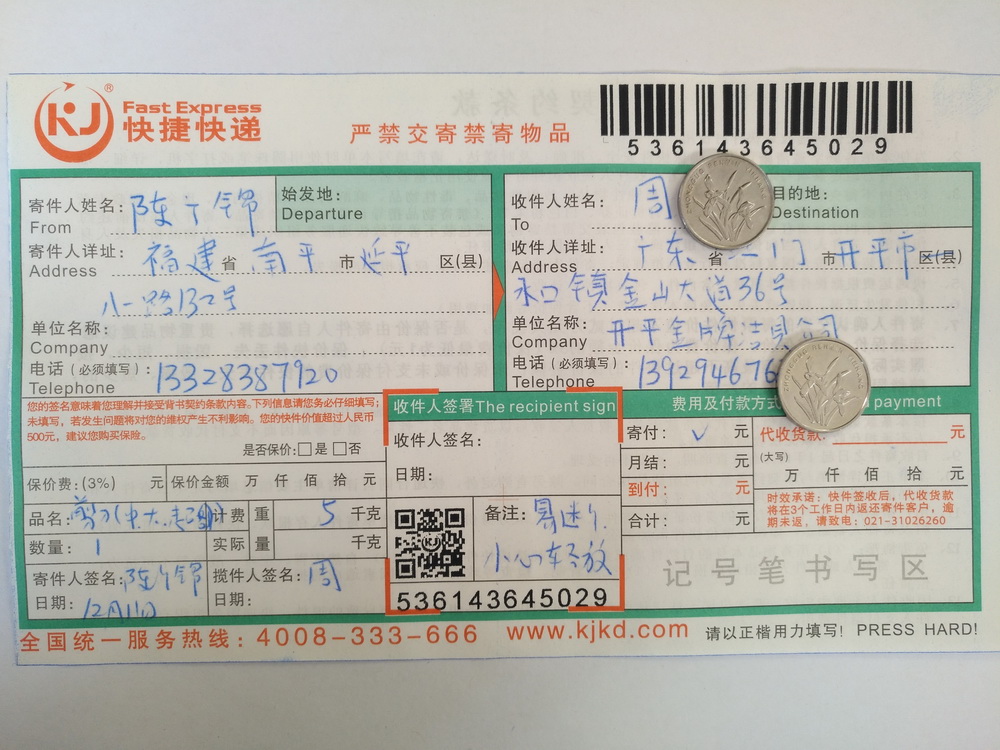 KJ®
Fast Express
快捷快递
严禁交寄禁寄物品
536143645029
寄件人姓名：陈 锦
From
始发地：
Departure
寄件人详址：福建省 南平市 延平区(县)
Address
八一路132号
单位名称：
Company
电话（必须填写）：13328387920
Telephone
收件人姓名：周
To
目的地：
Destination
收件人详址：广东省 门市 开平市区(县)
Address
水口镇金山大道36号
单位名称：开平金牌洁具公司
Company
电话（必须填写）：139294676
Telephone
您的签名意味着您理解并接受背书契约条款内容。下列信息请您务必仔细填写；
未填写，若发生问题将对您的维权产生不利影响。您的快件价值超过人民币
500元，建议您购买保险。
是否保价：□是 □否
保价费：(3%) 元 保价金额 万 仟 佰 拾 元
品名：剪刀 计费 重 5 千克
数量：1 实际 量 千克
寄件人签名：陈 锦
日期：12月11日
揽件人签名：周
日期：
收件人签署The recipient sign
收件人签名：
日期：
备注：易
小心轻放
536143645029
费用及付款方式 payment
寄付：✓ 元
月结： 元
到付： 元
合计： 元
代收货款： 元
(大写)
万 仟 佰 拾 元
时效承诺：快件签收后，代收货款
将在3个工作日内返还寄件客户，逾
期未返，请致电：021-31026260
记号笔书写区
全国统一服务热线：4008-333-666 www.kjkd.com 请以正楷用力填写！PRESS HARD!